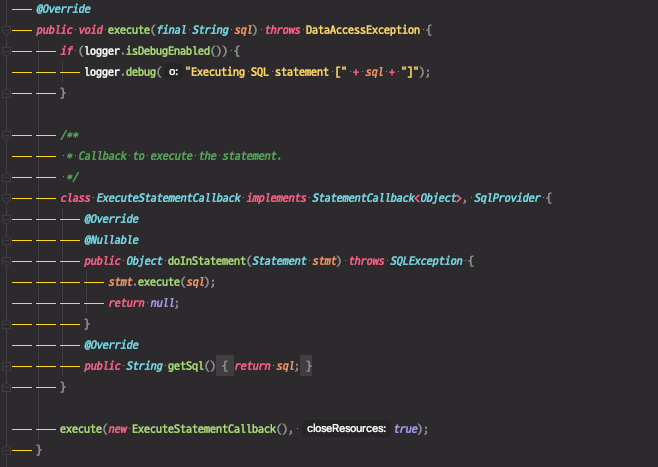 @Override
public void execute(final String sql) throws DataAccessException {
if (logger.isDebugEnabled()) {
logger.debug( o: "Executing SQL statement [" + sql + "]");
}
/**
* Callback to execute the statement.
*/
class ExecuteStatementCallback implements StatementCallback<Object>, SqlProvider {
@Override
@Nullable
public Object doInStatement(Statement stmt) throws SQLException {
stmt.execute(sql);
return null;
}
@Override
public String getSql() { return sql; }
}
execute(new ExecuteStatementCallback(), closeResources: true);
}